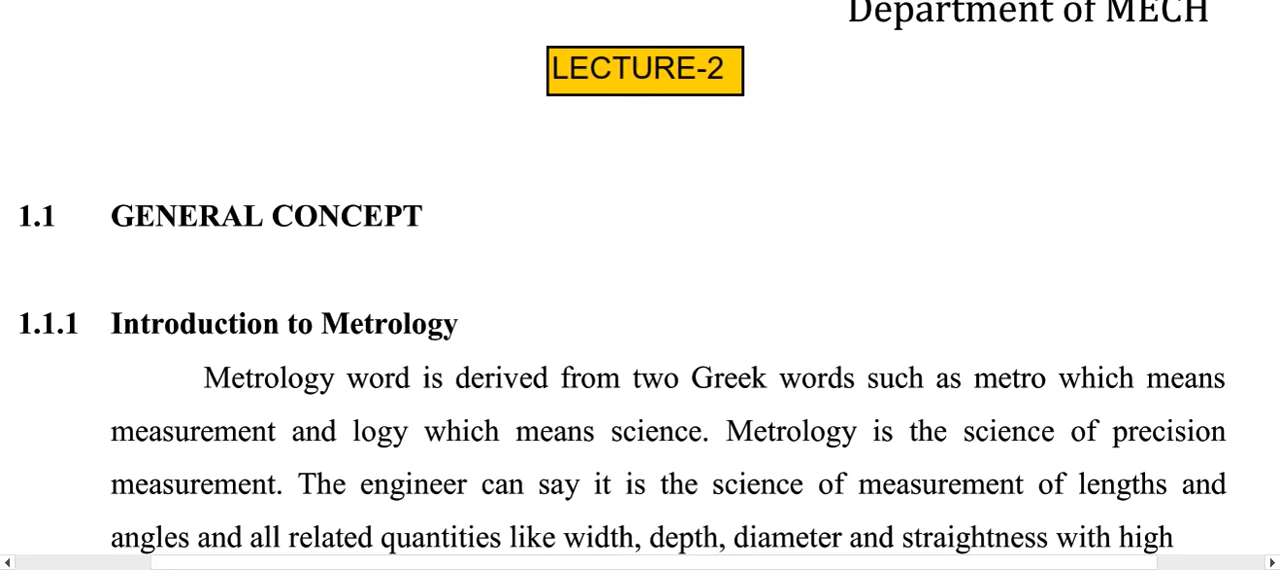 Department of MECH
LECTURE-2
1.1 GENERAL CONCEPT
1.1.1 Introduction to Metrology
Metrology word is derived from two Greek words such as metro which means
measurement and logy which means science. Metrology is the science of precision
measurement. The engineer can say it is the science of measurement of lengths and
angles and all related quantities like width, depth, diameter and straightness with high